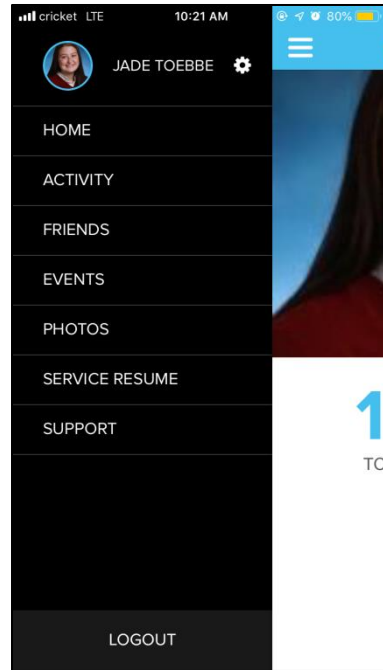 cricket LTE 10:21 AM 80%
JADE TOEBBE
HOME
ACTIVITY
FRIENDS
EVENTS
PHOTOS
SERVICE RESUME
SUPPORT
1
TO
LOGOUT